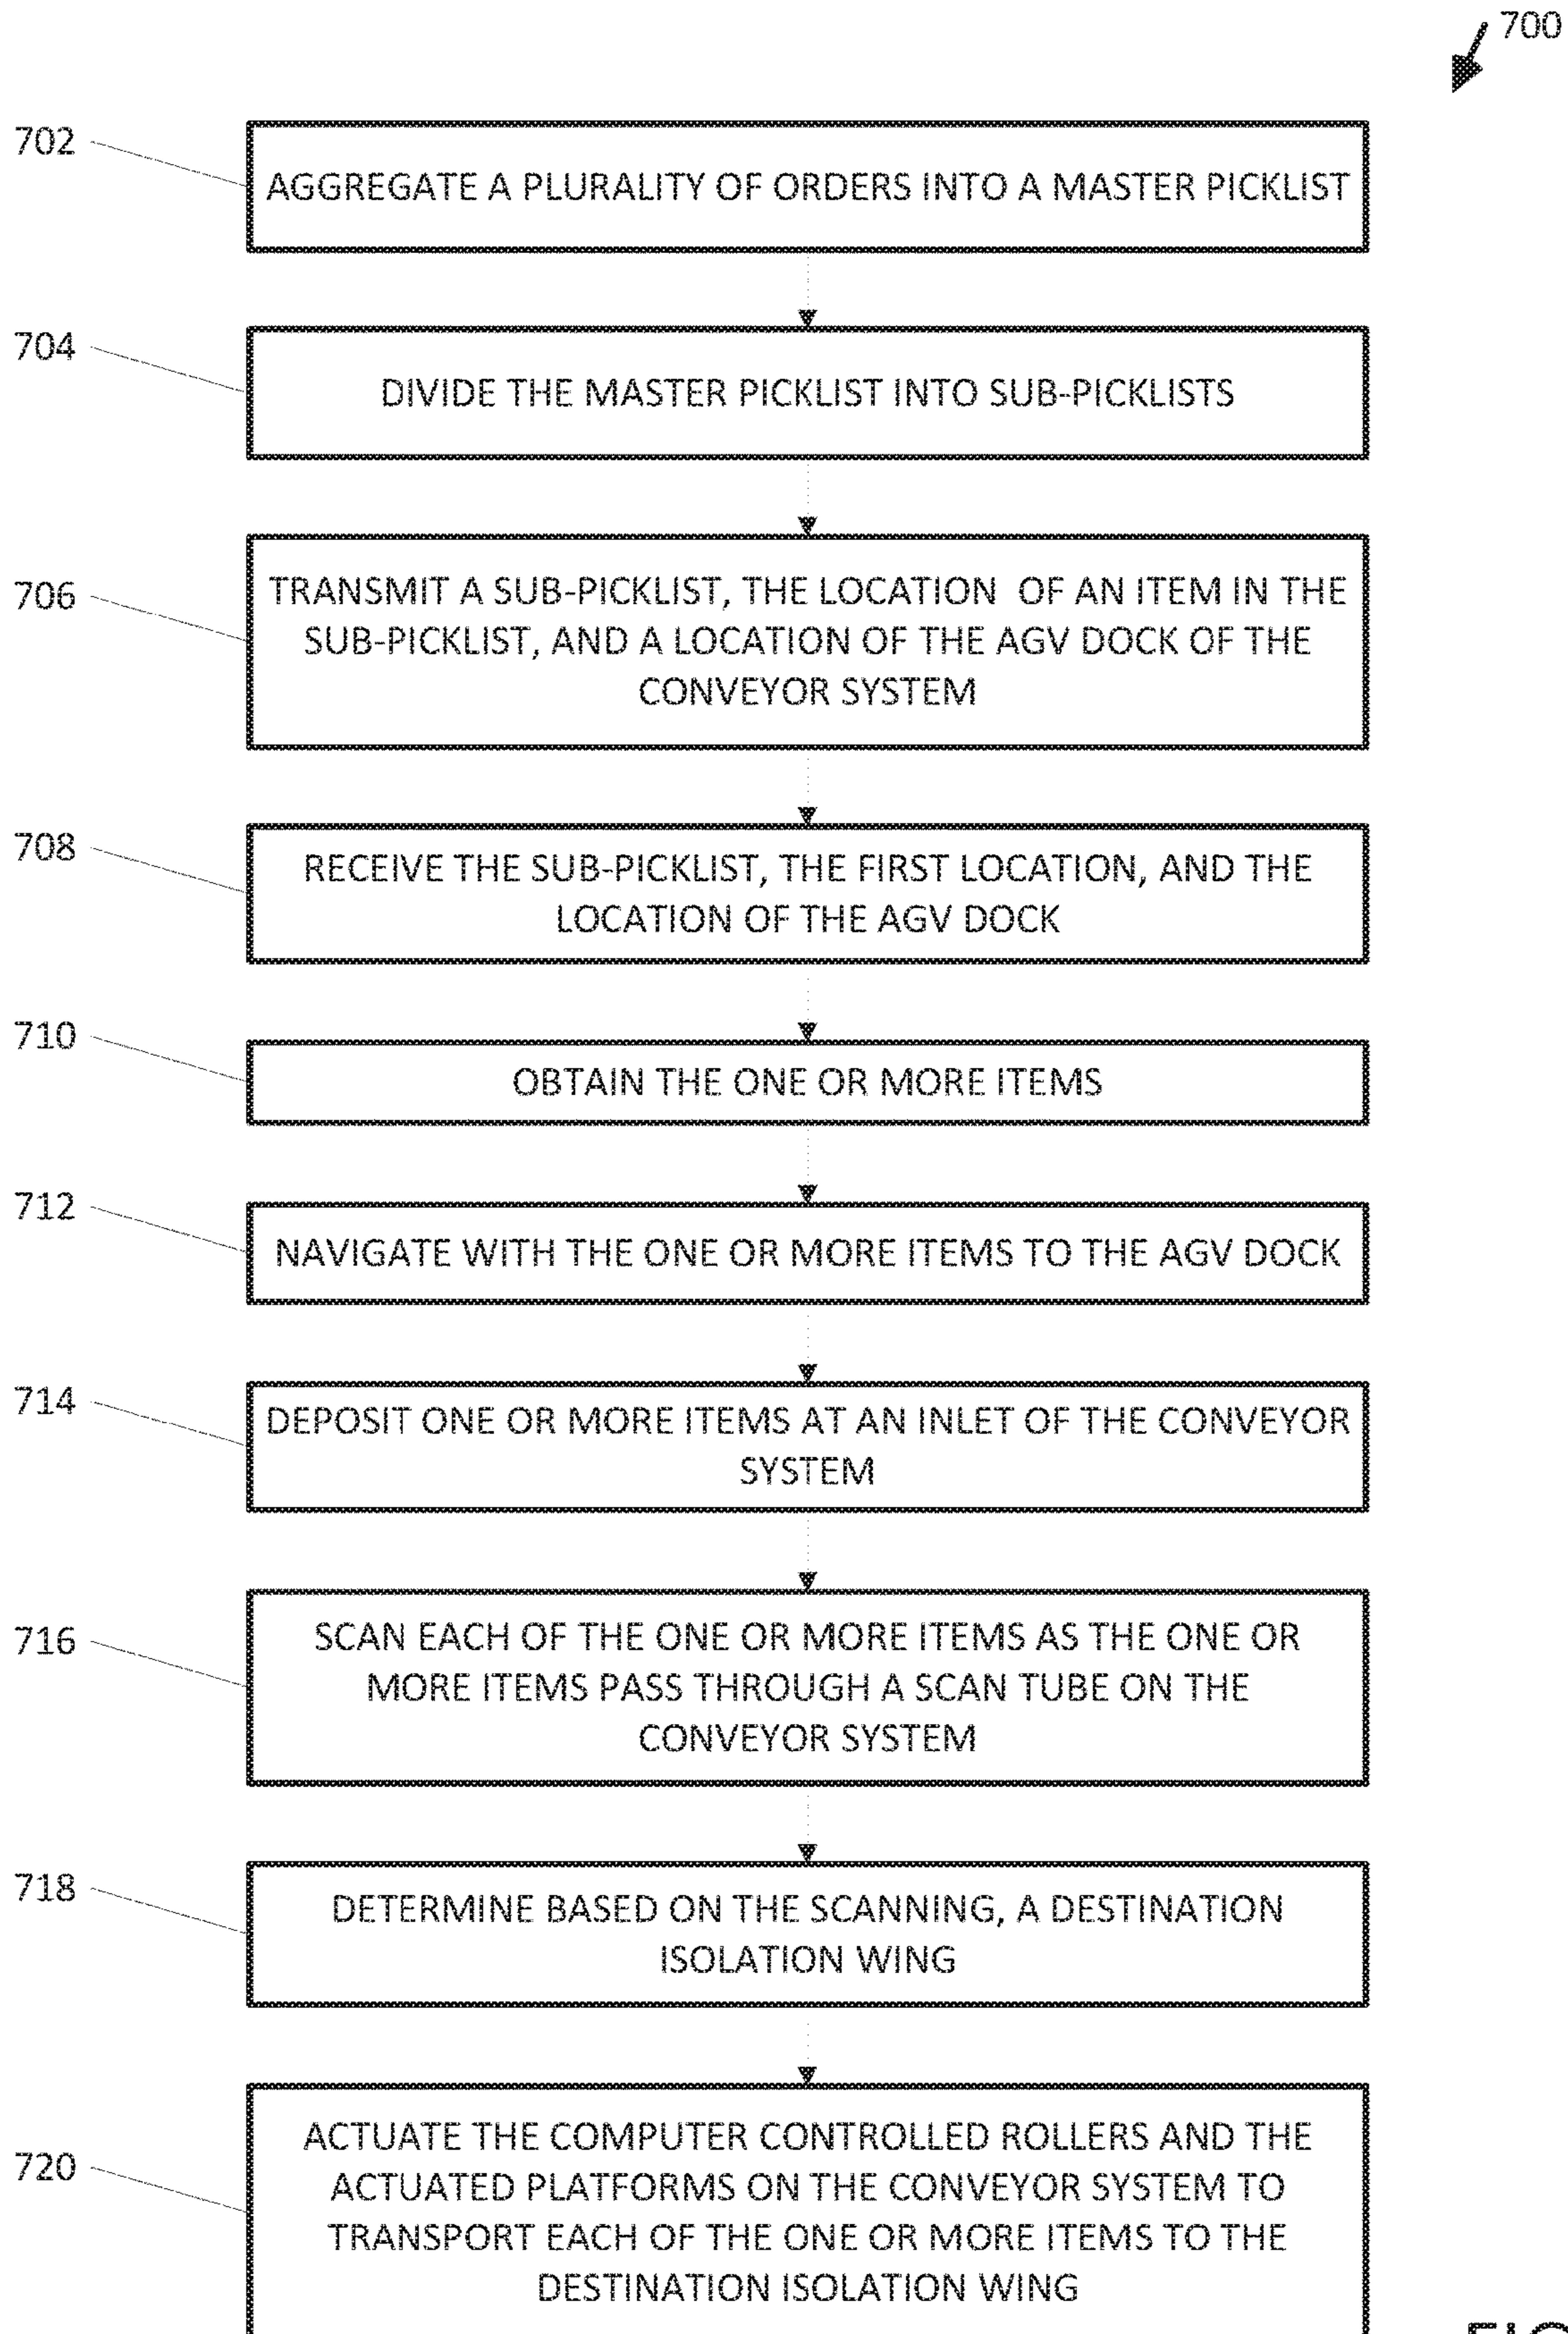 700
702
AGGREGATE A PLURALITY OF ORDERS INTO A MASTER PICKLIST
704
DIVIDE THE MASTER PICKLIST INTO SUB-PICKLISTS
706
TRANSMIT A SUB-PICKLIST, THE LOCATION OF AN ITEM IN THE
SUB-PICKLIST, AND A LOCATION OF THE AGV DOCK OF THE
CONVEYOR SYSTEM
708
RECEIVE THE SUB-PICKLIST, THE FIRST LOCATION, AND THE
LOCATION OF THE AGV DOCK
710
OBTAIN THE ONE OR MORE ITEMS
712
NAVIGATE WITH THE ONE OR MORE ITEMS TO THE AGV DOCK
714
DEPOSIT ONE OR MORE ITEMS AT AN INLET OF THE CONVEYOR
SYSTEM
716
SCAN EACH OF THE ONE OR MORE ITEMS AS THE ONE OR
MORE ITEMS PASS THROUGH A SCAN TUBE ON THE
CONVEYOR SYSTEM
718
DETERMINE BASED ON THE SCANNING, A DESTINATION
ISOLATION WING
720
ACTUATE THE COMPUTER CONTROLLED ROLLERS AND THE
ACTUATED PLATFORMS ON THE CONVEYOR SYSTEM TO
TRANSPORT EACH OF THE ONE OR MORE ITEMS TO THE
DESTINATION ISOLATION WING